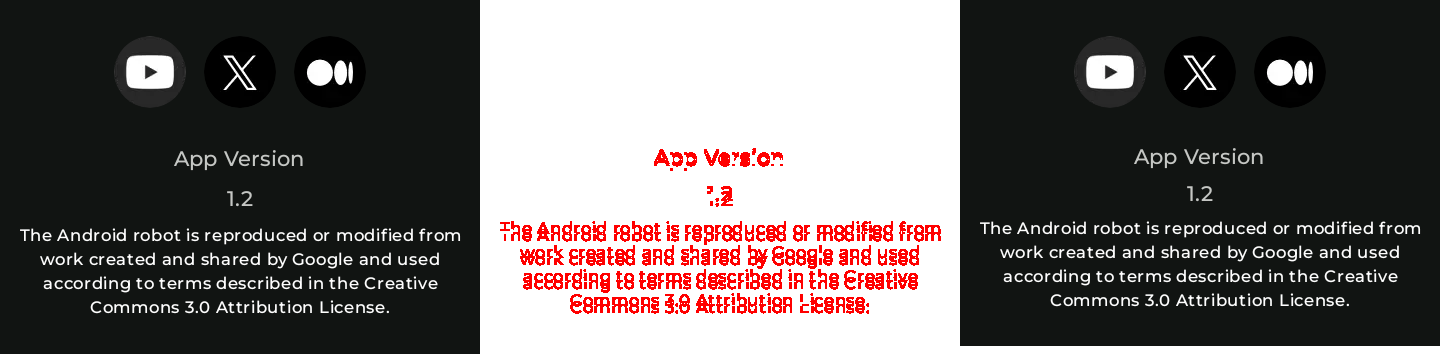 App Version
1.2
The Android robot is reproduced or modified from
work created and shared by Google and used
according to terms described in the Creative
Commons 3.0 Attribution License.
App Version
1.2
The Android robot is reproduced or modified from
work created and shared by Google and used
according to terms described in the Creative
Commons 3.0 Attribution License.
App Version
1.2
The Android robot is reproduced or modified from
work created and shared by Google and used
according to terms described in the Creative
Commons 3.0 Attribution License.